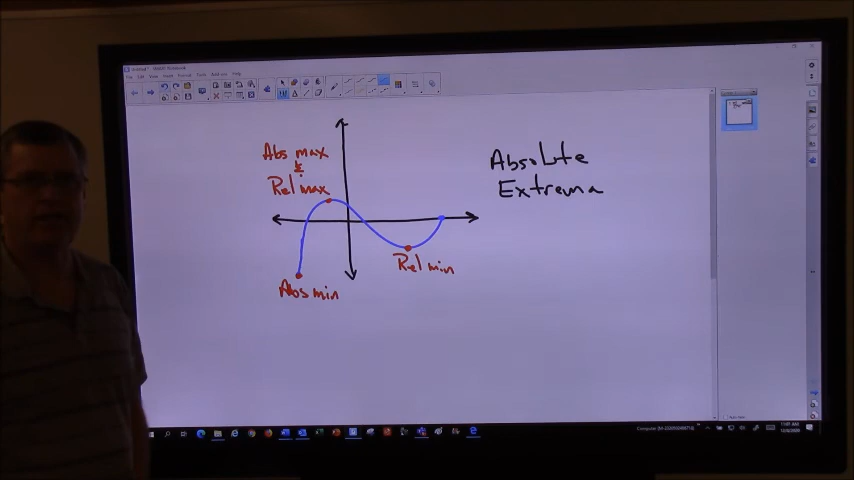 Abs max
&
Rel max
Absolute
Extrema
Rel min
Abs min